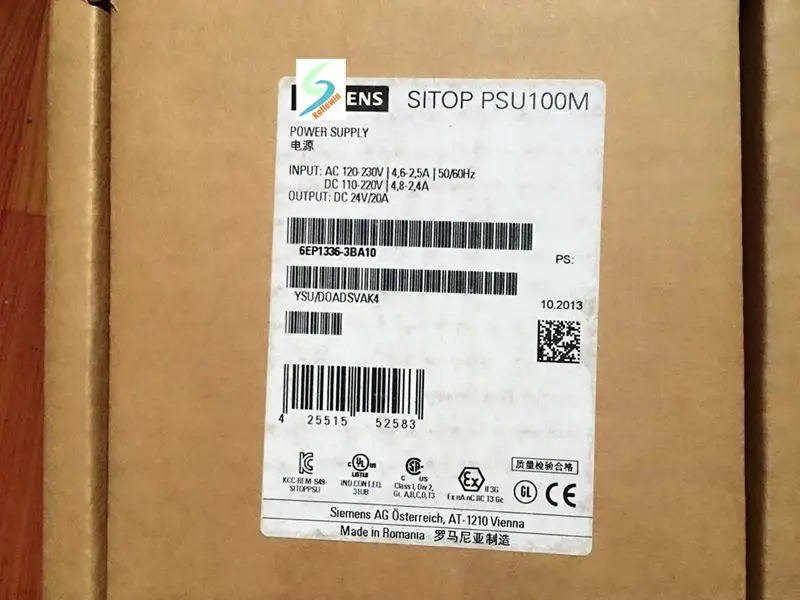 Kollewin
ENS SITOP PSU100M
POWER SUPPLY
电源
INPUT: AC 120-230V | 4,6-2,5A | 50/60Hz
DC 110-220V | 4,8-2,4A
OUTPUT: DC 24V/20A
6EP1336-3BA10
PS:
YSU/DOADSVAK4
10.2013
4 25515 52583
KCC-REM-S49-
SITOPPSU
C UL US
LISTED
IND.CONT.EQ.
31UB
C US
Class I, Div 2,
Gr. A,B,C,D,T3
Ex II 3G
Ex nA nC IIC T3 Gc
质量检验合格
GL CE
Siemens AG Österreich, AT-1210 Vienna
Made in Romania 罗马尼亚制造